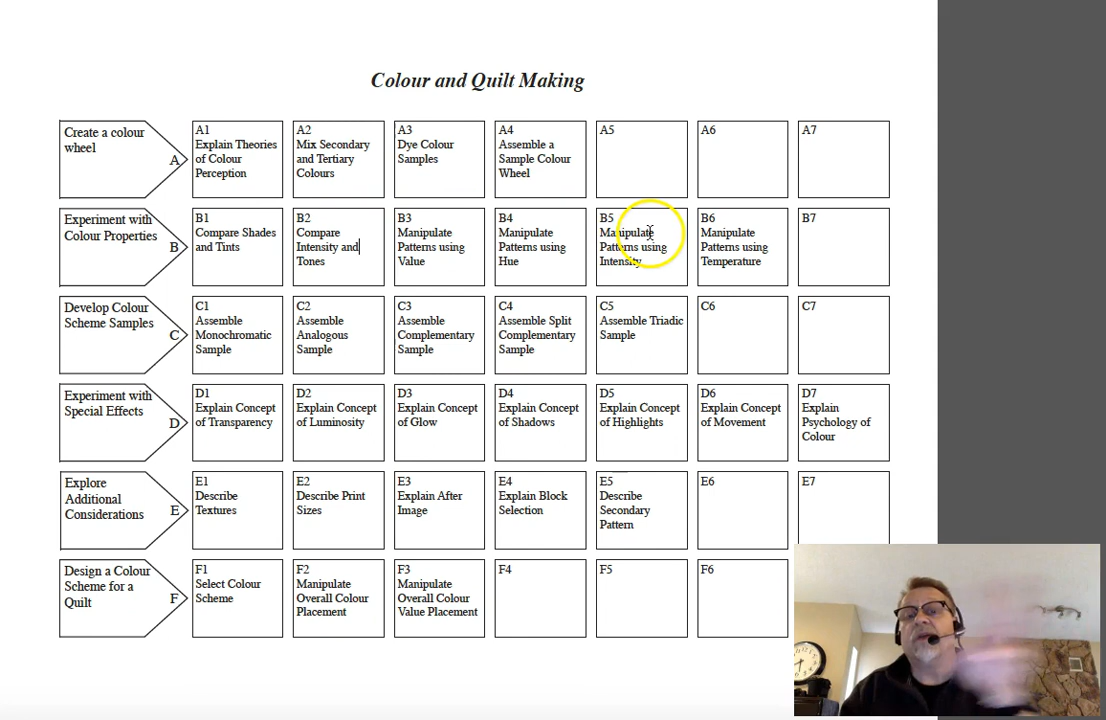 Colour and Quilt Making
Create a colour
wheel
A
A1
Explain Theories
of Colour
Perception
A2
Mix Secondary
and Tertiary
Colours
A3
Dye Colour
Samples
A4
Assemble a
Sample Colour
Wheel
A5
A6
A7
Experiment with
Colour Properties
B
B1
Compare Shades
and Tints
B2
Compare
Intensity and
Tones
B3
Manipulate
Patterns using
Value
B4
Manipulate
Patterns using
Hue
B5
Manipulate
Patterns using
Intensity
B6
Manipulate
Patterns using
Temperature
B7
Develop Colour
Scheme Samples
C
C1
Assemble
Monochromatic
Sample
C2
Assemble
Analogous
Sample
C3
Assemble
Complementary
Sample
C4
Assemble Split
Complementary
Sample
C5
Assemble Triadic
Sample
C6
C7
Experiment with
Special Effects
D
D1
Explain Concept
of Transparency
D2
Explain Concept
of Luminosity
D3
Explain Concept
of Glow
D4
Explain Concept
of Shadows
D5
Explain Concept
of Highlights
D6
Explain Concept
of Movement
D7
Explain
Psychology of
Colour
Explore
Additional
Considerations
E
E1
Describe
Textures
E2
Describe Print
Sizes
E3
Explain After
Image
E4
Explain Block
Selection
E5
Describe
Secondary
Pattern
E6
E7
Design a Colour
Scheme for a
Quilt
F
F1
Select Colour
Scheme
F2
Manipulate
Overall Colour
Placement
F3
Manipulate
Overall Colour
Value Placement
F4
F5
F6